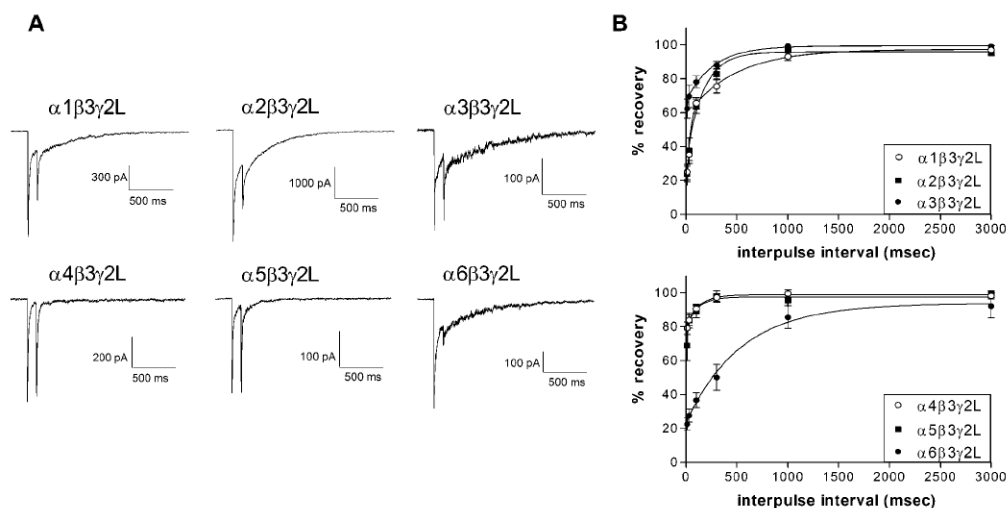 A
B
α1β3γ2L
α2β3γ2L
α3β3γ2L
300 pA
500 ms
1000 pA
500 ms
100 pA
500 ms
α4β3γ2L
α5β3γ2L
α6β3γ2L
200 pA
500 ms
100 pA
500 ms
100 pA
500 ms
% recovery
100
80
60
40
20
0
0
500
1000
1500
2000
2500
3000
interpulse interval (msec)
α1β3γ2L
α2β3γ2L
α3β3γ2L
% recovery
100
80
60
40
20
0
0
500
1000
1500
2000
2500
3000
interpulse interval (msec)
α4β3γ2L
α5β3γ2L
α6β3γ2L